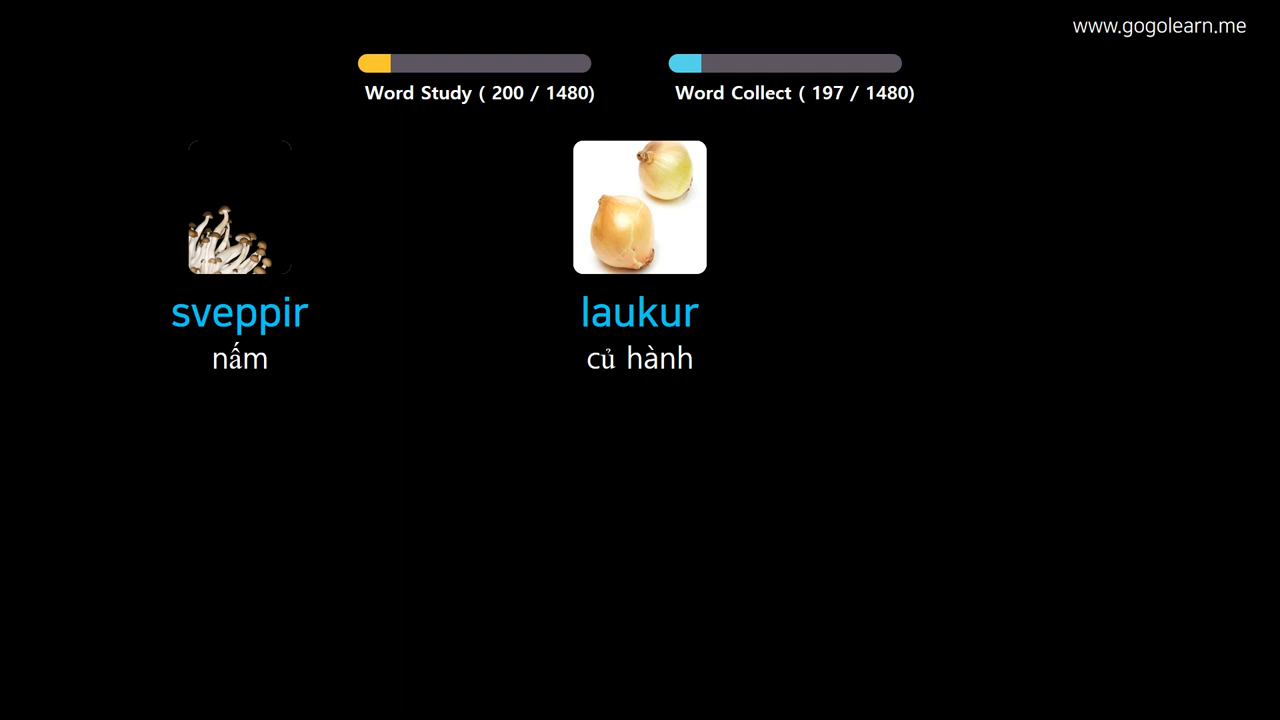 www.gogolearn.me
Word Study ( 200 / 1480)
Word Collect ( 197 / 1480)
sveppir
nấm
laukur
củ hành